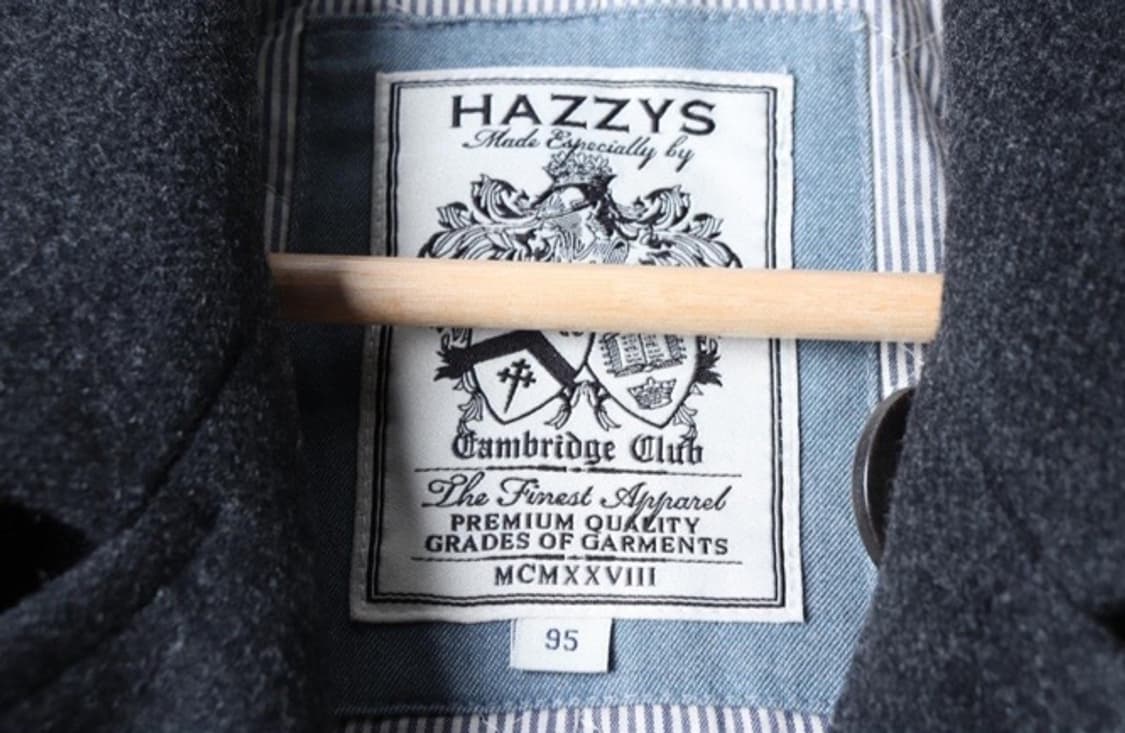 HAZZYS
Made Especially by
Cambridge Club
The Finest Apparel
PREMIUM QUALITY
GRADES OF GARMENTS
MCMXXVIII
95